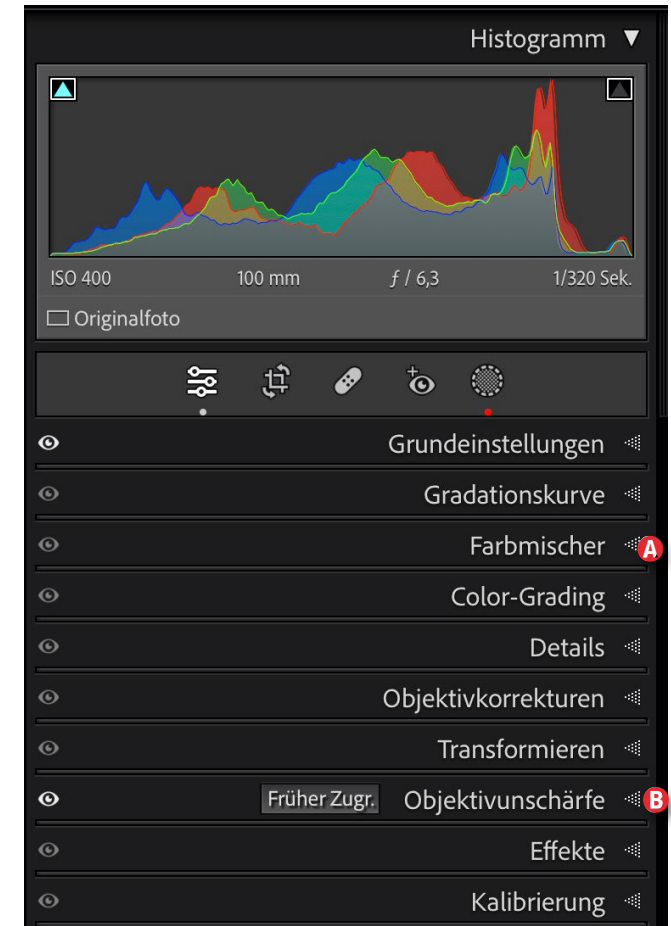 Histogramm
ISO 400 100 mm ƒ / 6,3 1/320 Sek.
Originalfoto
Grundeinstellungen
Gradationskurve
Farbmischer A
Color-Grading
Details
Objektivkorrekturen
Transformieren
Früher Zugr. Objektivunschärfe B
Effekte
Kalibrierung